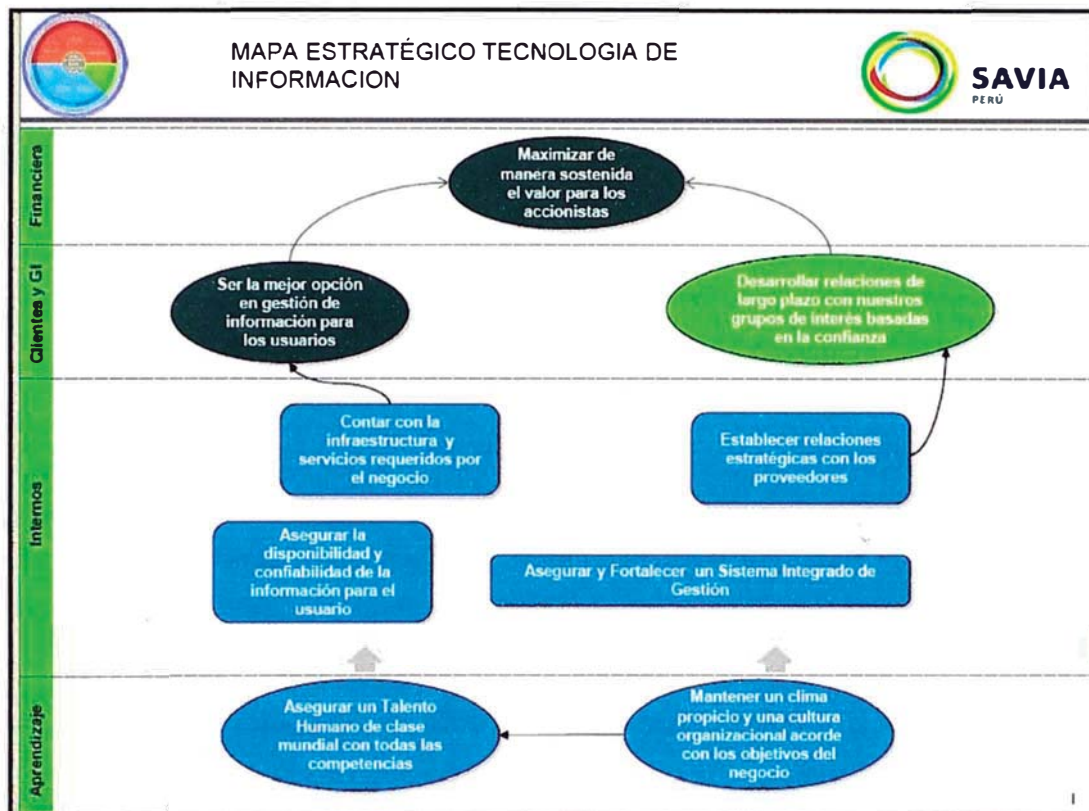 MAPA ESTRATÉGICO TECNOLOGIA DE
INFORMACION
SAVIA
PERÚ
Financiera
Maximizar de
manera sostenida
el valor para los
accionistas
Clientes y GI
Ser la mejor opción
en gestión de
información para
los usuarios
Desarrollar relaciones de
largo plazo con nuestros
grupos de interés basadas
en la confianza
Internos
Contar con la
infraestructura y
servicios requeridos por
el negocio
Establecer relaciones
estratégicas con los
proveedores
Asegurar la
disponibilidad y
confiabilidad de la
información para el
usuario
Asegurar y Fortalecer un Sistema Integrado de
Gestión
Aprendizaje
Asegurar un Talento
Humano de clase
mundial con todas las
competencias
Mantener un clima
propicio y una cultura
organizacional acorde
con los objetivos del
negocio